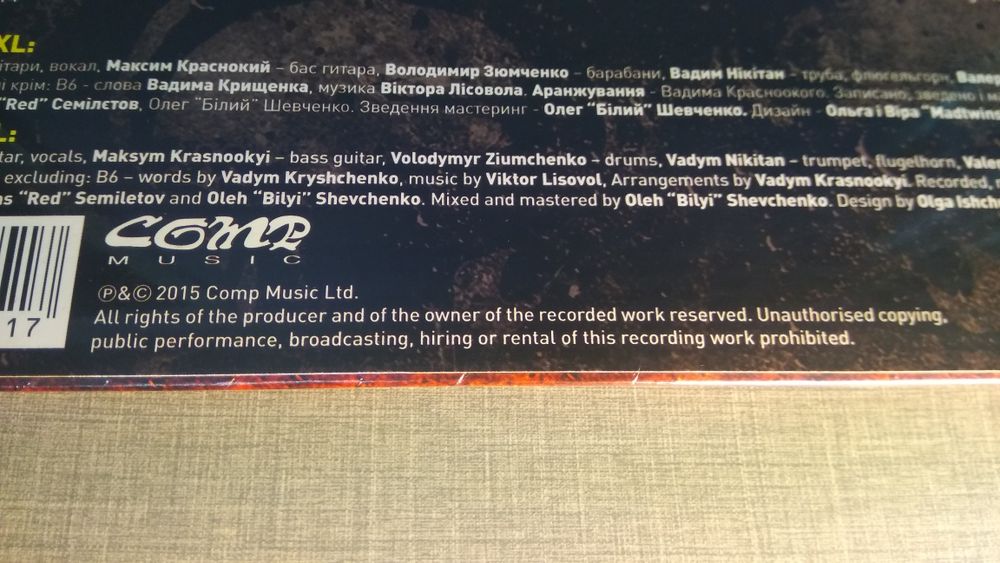 XL:
вокал, Максим Краснокий – бас гитара, Володимир Зюмченко – барабани, Вадим Нікітан – труба, флюгельгорн,
крім: В6 - слова Вадима Крищенка, музика Віктора Лісовола. Аранжування - Вадима Красноокого. Записано, зведено і
"Red" Семілєтов, Олег "Білий" Шевченко. Зведення мастеринг - Олег "Білий" Шевченко. Дизайн - Ольга і Віра
L:
vocals, Maksym Krasnookyi – bass guitar, Volodymyr Ziumchenko – drums, Vadym Nikitan – trumpet, flugelhorn,
excluding: B6 – words by Vadym Kryshchenko, music by Viktor Lisovol, Arrangements by Vadym Krasnookyi. Recorded,
"Red" Semiletov and Oleh "Bilyi" Shevchenko. Mixed and mastered by Oleh "Bilyi" Shevchenko. Design by Olga
COMP
MUSIC
17
℗&© 2015 Comp Music Ltd.
All rights of the producer and of the owner of the recorded work reserved. Unauthorised copying,
public performance, broadcasting, hiring or rental of this recording work prohibited.